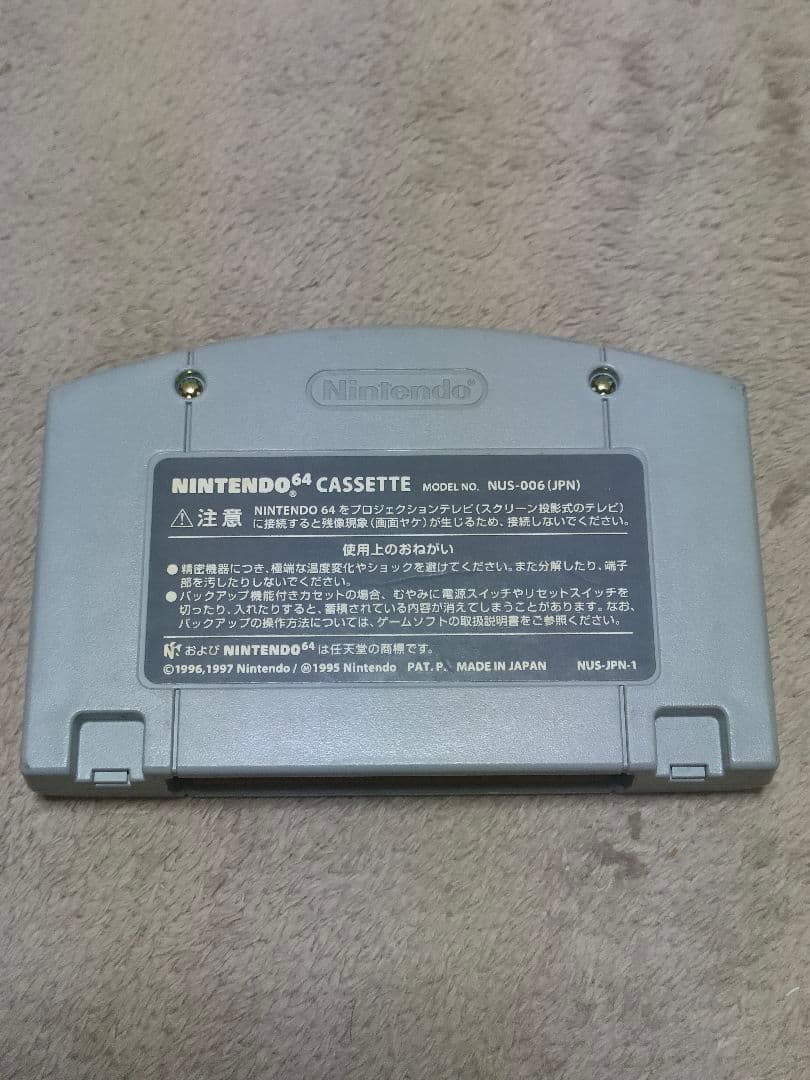 Nintendo®
NINTENDO64® CASSETTE MODEL NO. NUS-006(JPN)
⚠注意 NINTENDO 64をプロジェクションテレビ(スクリーン投影式のテレビ)
に接続すると残像現象(画面ヤケ)が生じるため、接続しないでください。
使用上のおねがい
●精密機器につき、極端な温度変化やショックを避けてください。また分解したり、端子
部を汚したりしないでください。
●バックアップ機能付きカセットの場合、むやみに電源スイッチやリセットスイッチを
切ったり、入れたりすると、蓄積されている内容が消えてしまうことがあります。なお、
バックアップの操作方法については、ゲームソフトの取扱説明書をご参照ください。
N および NINTENDO64 は任天堂の商標です。
©1996,1997 Nintendo/Ⓜ1995 Nintendo PAT. P. MADE IN JAPAN NUS-JPN-1